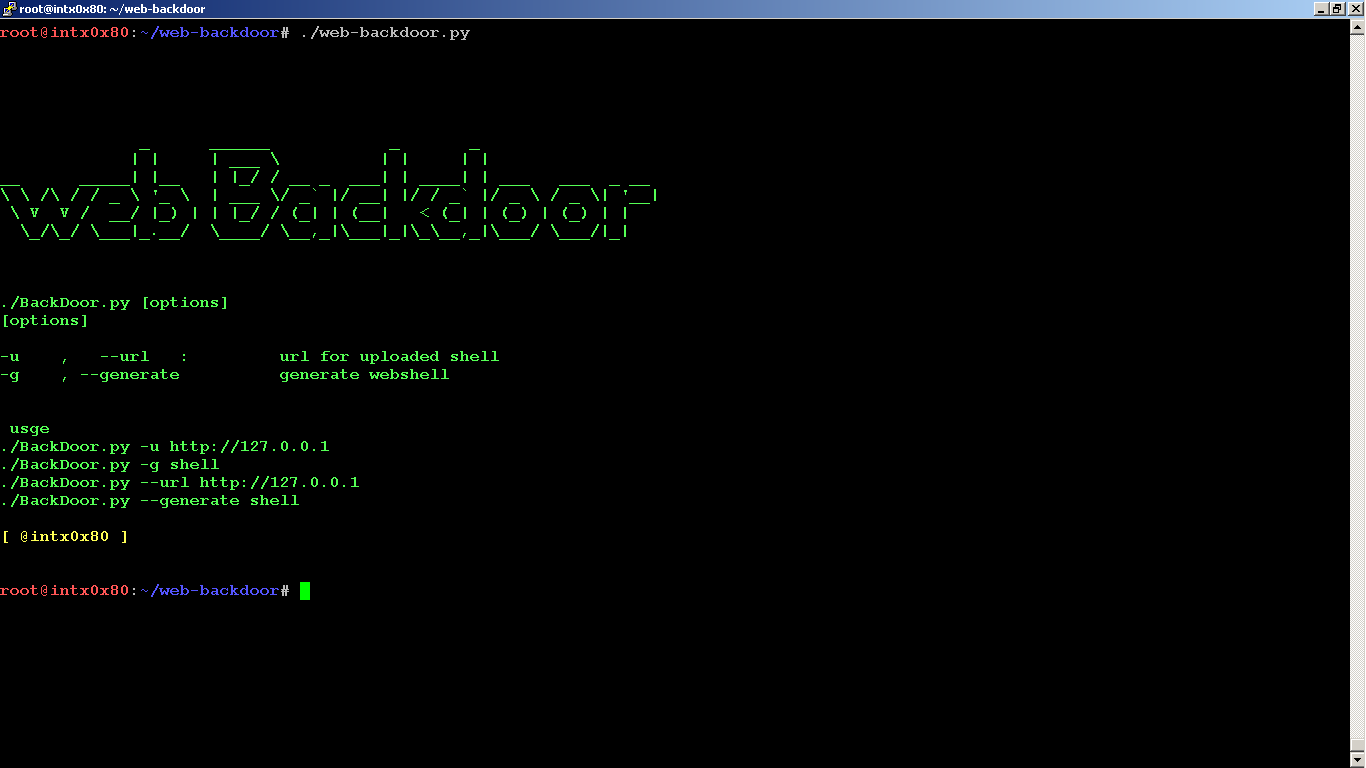 root@intx0x80: ~/web-backdoor
root@intx0x80:~/web-backdoor# ./web-backdoor.py
web Backdoor
./BackDoor.py [options]
[options]
-u    ,   --url   :         url for uploaded shell
-g    , --generate          generate webshell
usge
./BackDoor.py -u http://127.0.0.1
./BackDoor.py -g shell
./BackDoor.py --url http://127.0.0.1
./BackDoor.py --generate shell
[ @intx0x80 ]
root@intx0x80:~/web-backdoor#